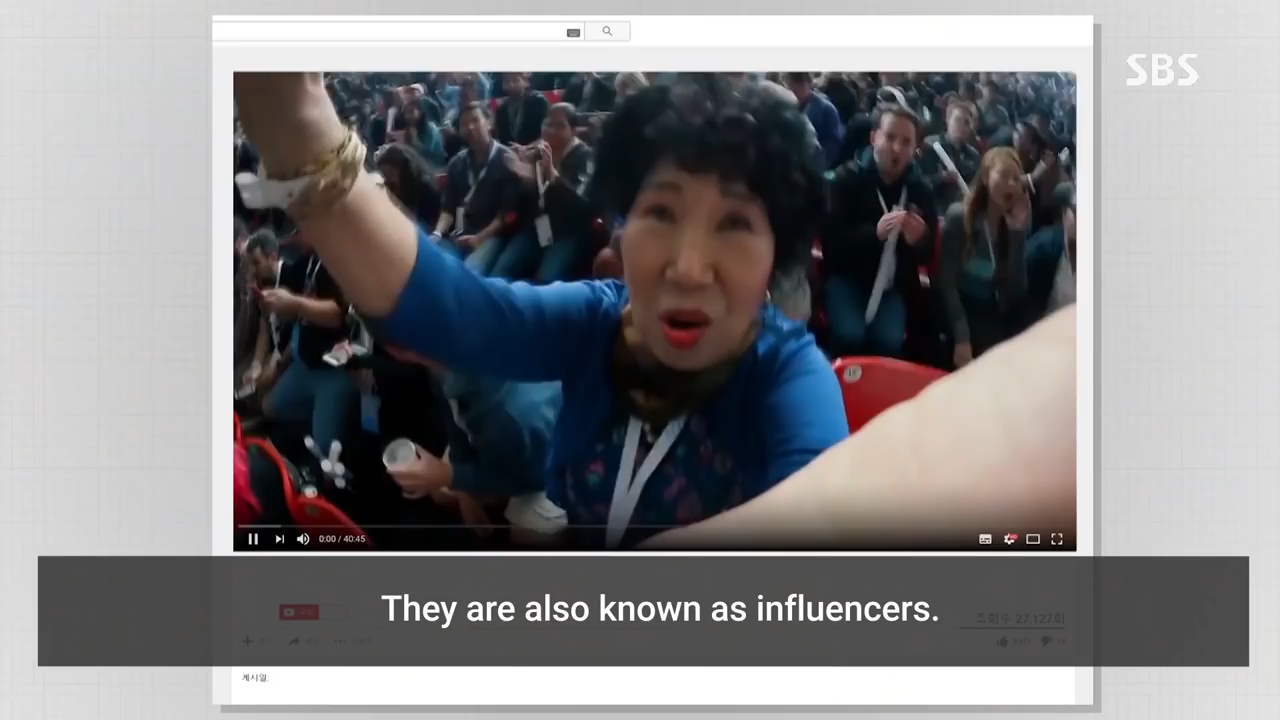 SBS
0:00 / 40:45
They are also known as influencers.
조회수 27,127회
게시일: